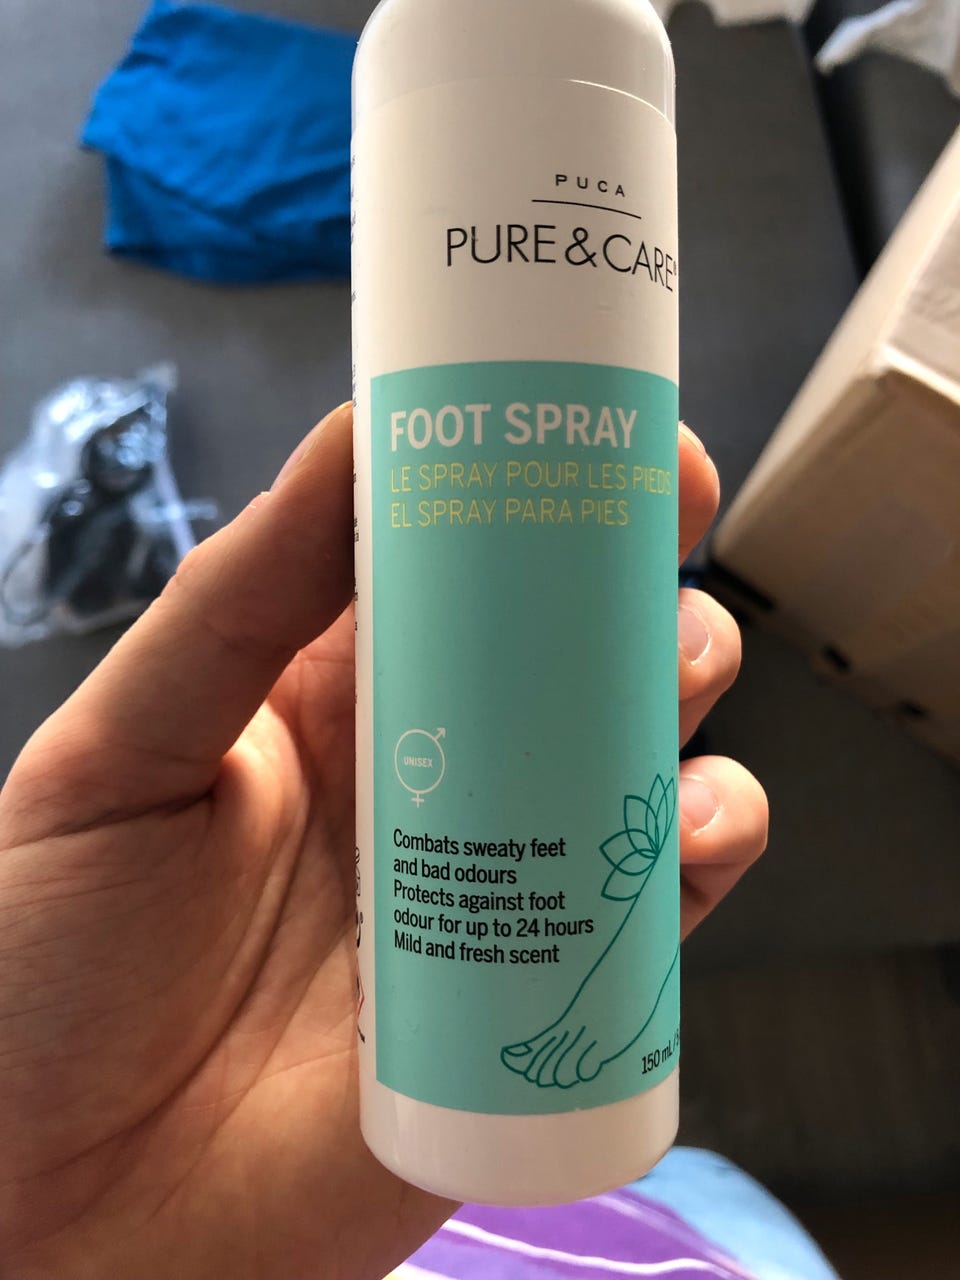 PUCA
PURE&CARE®
FOOT SPRAY
LE SPRAY POUR LES PIEDS
EL SPRAY PARA PIES
UNISEX
Combats sweaty feet
and bad odours
Protects against foot
odour for up to 24 hours
Mild and fresh scent
150 mL /